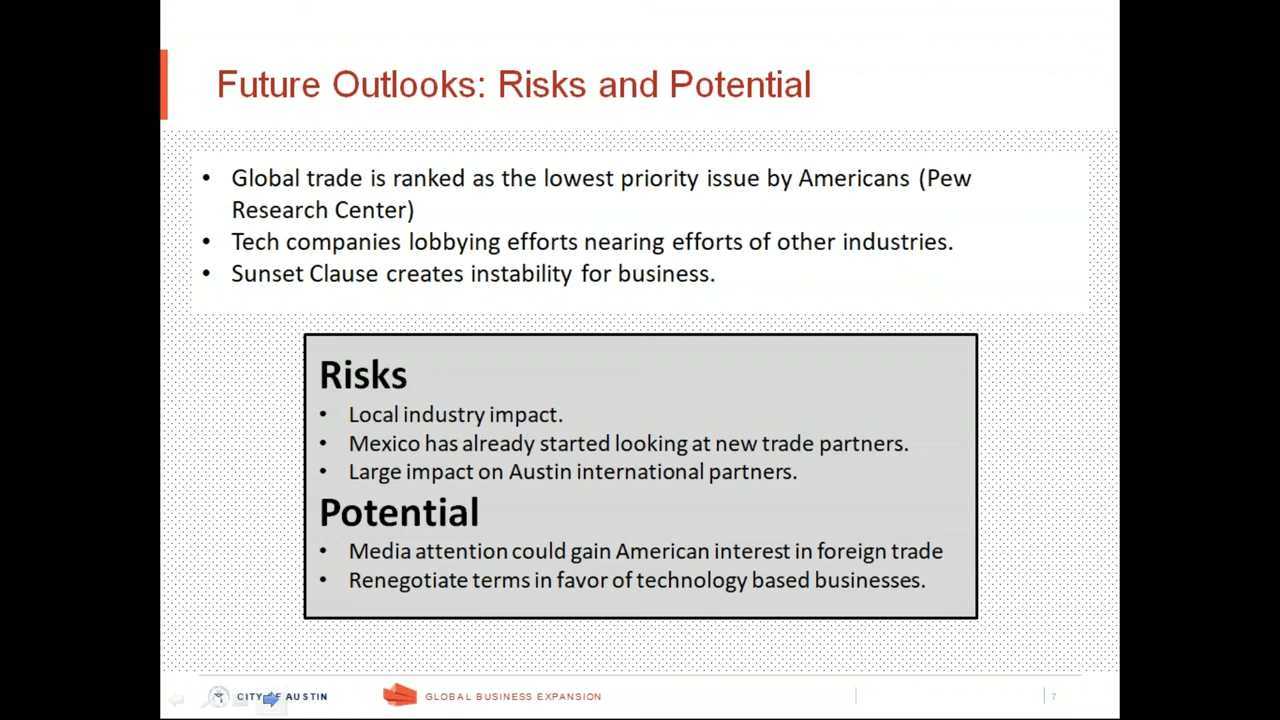 Future Outlooks: Risks and Potential
• Global trade is ranked as the lowest priority issue by Americans (Pew
Research Center)
• Tech companies lobbying efforts nearing efforts of other industries.
• Sunset Clause creates instability for business.
Risks
• Local industry impact.
• Mexico has already started looking at new trade partners.
• Large impact on Austin international partners.
Potential
• Media attention could gain American interest in foreign trade
• Renegotiate terms in favor of technology based businesses.
CITY OF AUSTIN
GLOBAL BUSINESS EXPANSION
7